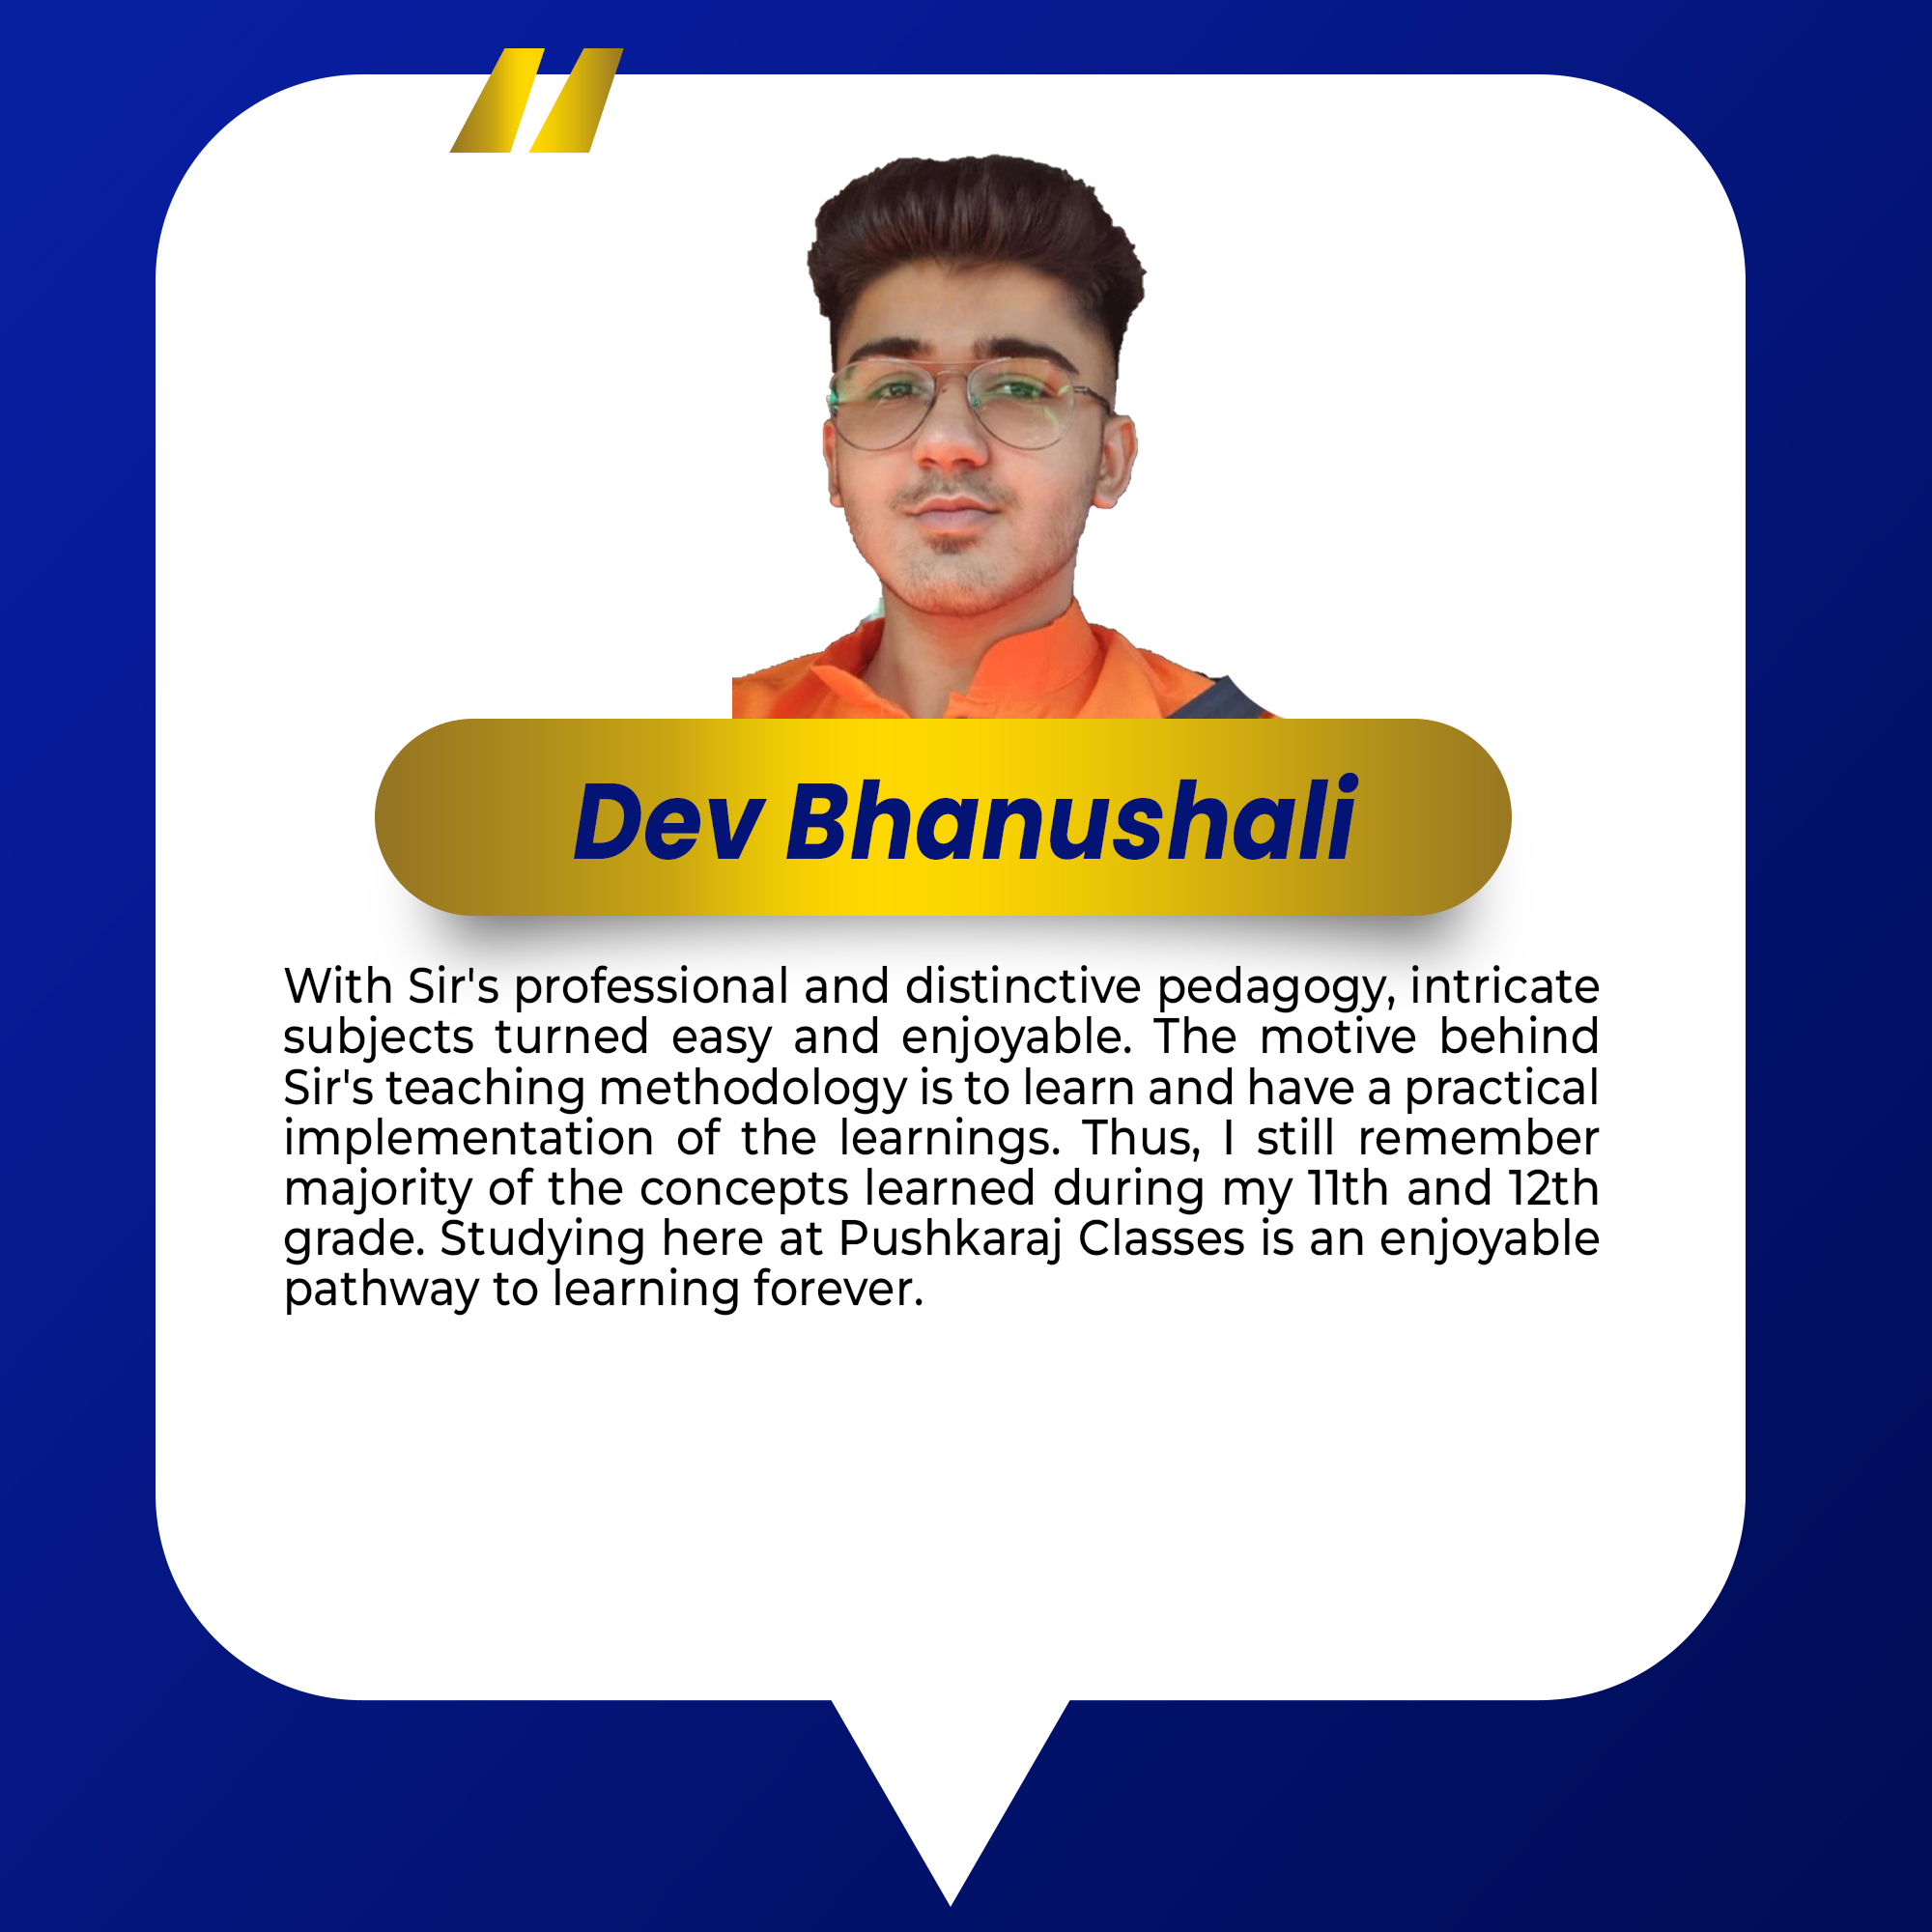 Dev Bhanushali
With Sir's professional and distinctive pedagogy, intricate
subjects turned easy and enjoyable. The motive behind
Sir's teaching methodology is to learn and have a practical
implementation of the learnings. Thus, I still remember
majority of the concepts learned during my 11th and 12th
grade. Studying here at Pushkaraj Classes is an enjoyable
pathway to learning forever.